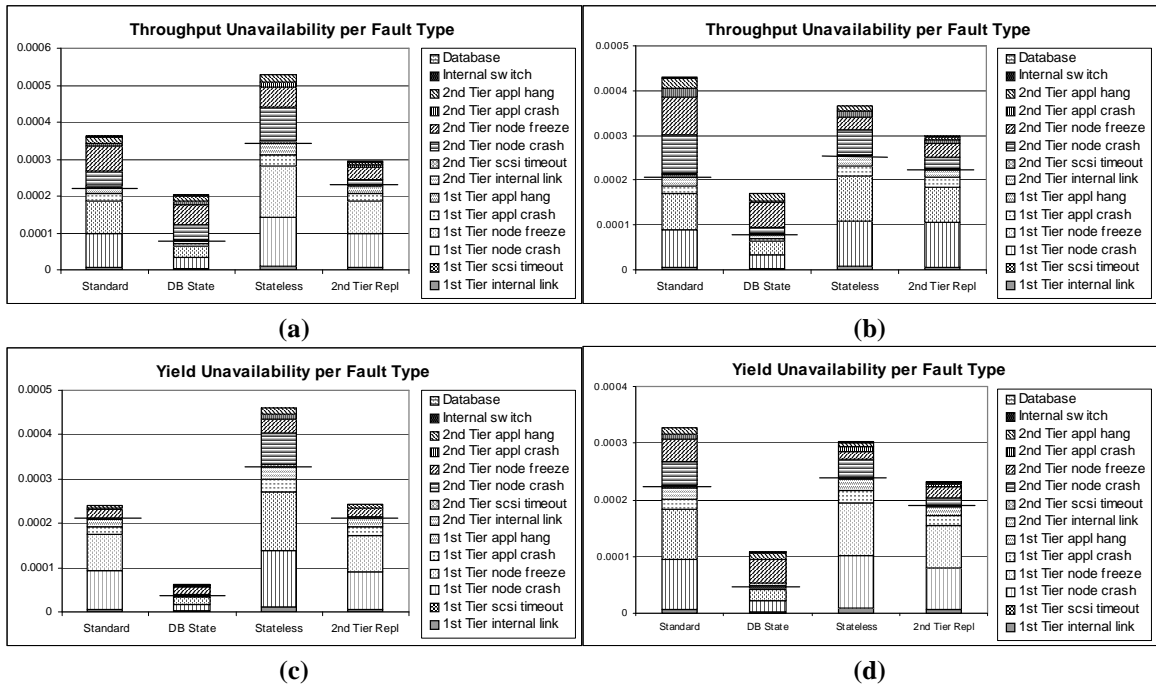 Throughput Unavailability per Fault Type
0.0006
0.0005
0.0004
0.0003
0.0002
0.0001
0
Standard
DB State
Stateless
2nd Tier Repl
Database
Internal switch
2nd Tier appl hang
2nd Tier appl crash
2nd Tier node freeze
2nd Tier node crash
2nd Tier scsi timeout
2nd Tier internal link
1st Tier appl hang
1st Tier appl crash
1st Tier node freeze
1st Tier node crash
1st Tier scsi timeout
1st Tier internal link
(a)
Throughput Unavailability per Fault Type
0.0005
0.0004
0.0003
0.0002
0.0001
0
Standard
DB State
Stateless
2nd Tier Repl
Database
Internal switch
2nd Tier appl hang
2nd Tier appl crash
2nd Tier node freeze
2nd Tier node crash
2nd Tier scsi timeout
2nd Tier internal link
1st Tier appl hang
1st Tier appl crash
1st Tier node freeze
1st Tier node crash
1st Tier scsi timeout
1st Tier internal link
(b)
Yield Unavailability per Fault Type
0.0005
0.0004
0.0003
0.0002
0.0001
0
Standard
DB State
Stateless
2nd Tier Repl
Database
Internal switch
2nd Tier appl hang
2nd Tier appl crash
2nd Tier node freeze
2nd Tier node crash
2nd Tier scsi timeout
2nd Tier internal link
1st Tier appl hang
1st Tier appl crash
1st Tier node freeze
1st Tier node crash
1st Tier scsi timeout
1st Tier internal link
(c)
Yield Unavailability per Fault Type
0.0004
0.0003
0.0002
0.0001
0
Standard
DB State
Stateless
2nd Tier Repl
Database
Internal switch
2nd Tier appl hang
2nd Tier appl crash
2nd Tier node freeze
2nd Tier node crash
2nd Tier scsi timeout
2nd Tier internal link
1st Tier appl hang
1st Tier appl crash
1st Tier node freeze
1st Tier node crash
1st Tier scsi timeout
1st Tier internal link
(d)